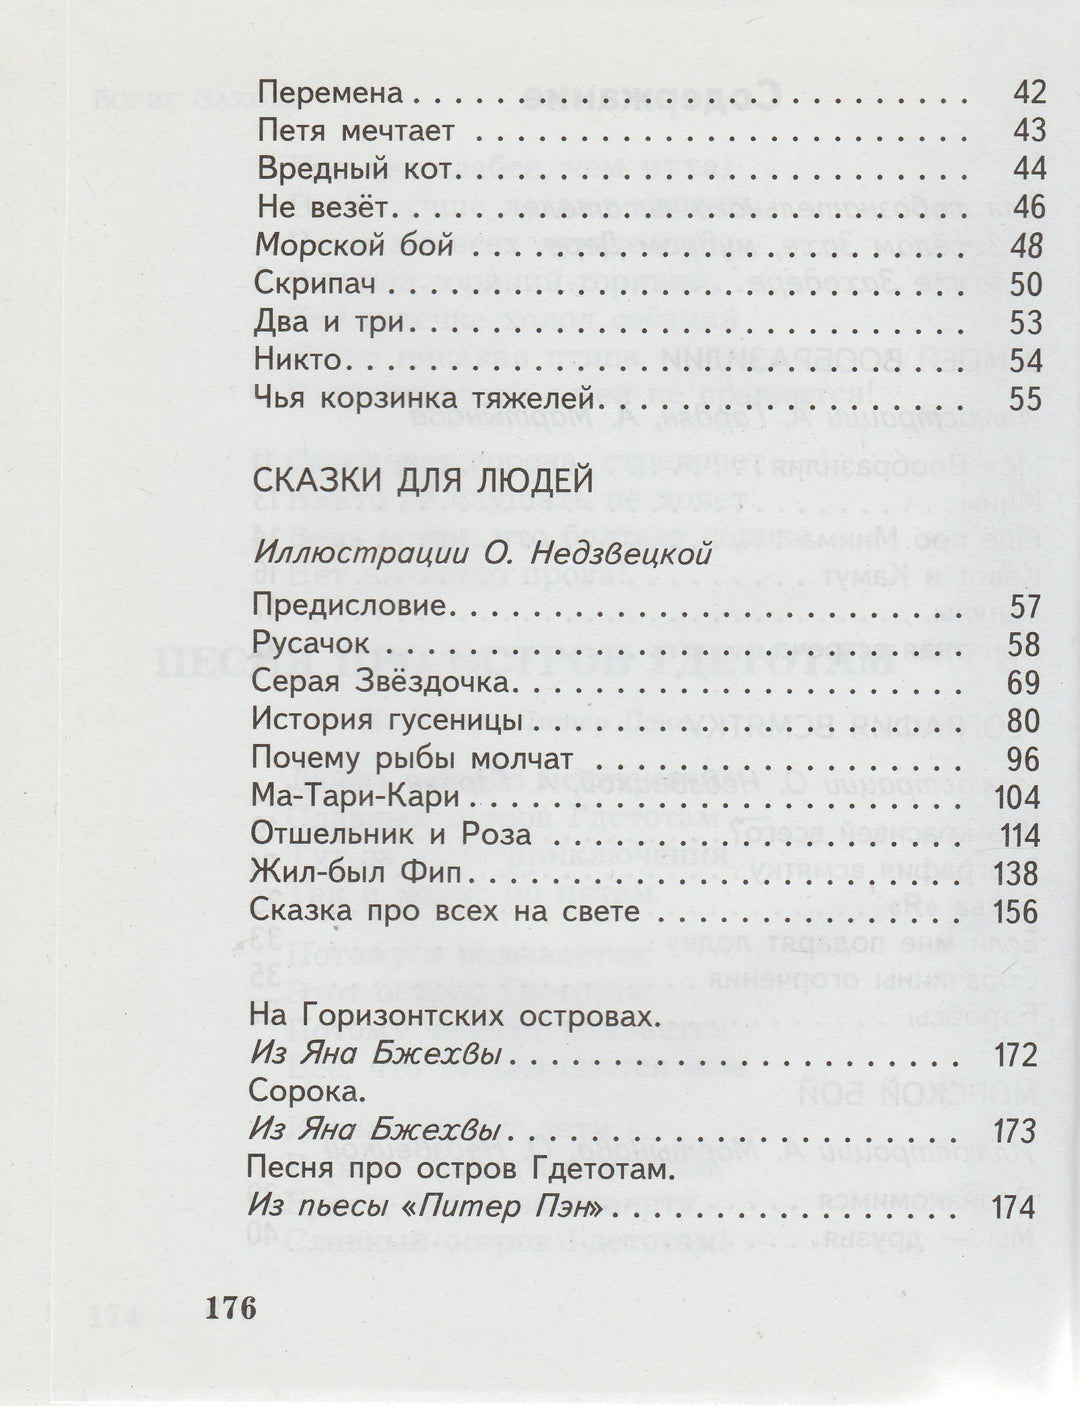 Перемена . . . . . . . . . . . . . . . . . . . . . . 42
Петя мечтает . . . . . . . . . . . . . . . . . . . 43
Вредный кот. . . . . . . . . . . . . . . . . . . . 44
Не везёт. . . . . . . . . . . . . . . . . . . . . . . 46
Морской бой . . . . . . . . . . . . . . . . . . . 48
Скрипач . . . . . . . . . . . . . . . . . . . . . . . 50
Два и три. . . . . . . . . . . . . . . . . . . . . . 53
Никто. . . . . . . . . . . . . . . . . . . . . . . . . 54
Чья корзинка тяжелей. . . . . . . . . . . . . . . 55
СКАЗКИ ДЛЯ ЛЮДЕЙ
Иллюстрации О. Недзвецкой
Предисловие. . . . . . . . . . . . . . . . . . . . 57
Русачок . . . . . . . . . . . . . . . . . . . . . . . 58
Серая Звёздочка. . . . . . . . . . . . . . . . . . 69
История гусеницы . . . . . . . . . . . . . . . . . 80
Почему рыбы молчат . . . . . . . . . . . . . . . 96
Ма-Тари-Кари . . . . . . . . . . . . . . . . . . . 104
Отшельник и Роза . . . . . . . . . . . . . . . . 114
Жил-был Фип. . . . . . . . . . . . . . . . . . . . 138
Сказка про всех на свете . . . . . . . . . . . . 156
На Горизонтских островах.
Из Яна Бжехвы. . . . . . . . . . . . . . . . . . 172
Сорока.
Из Яна Бжехвы. . . . . . . . . . . . . . . . . . 173
Песня про остров Гдетотам.
Из пьесы «Питер Пэн». . . . . . . . . . . . . . 174
176